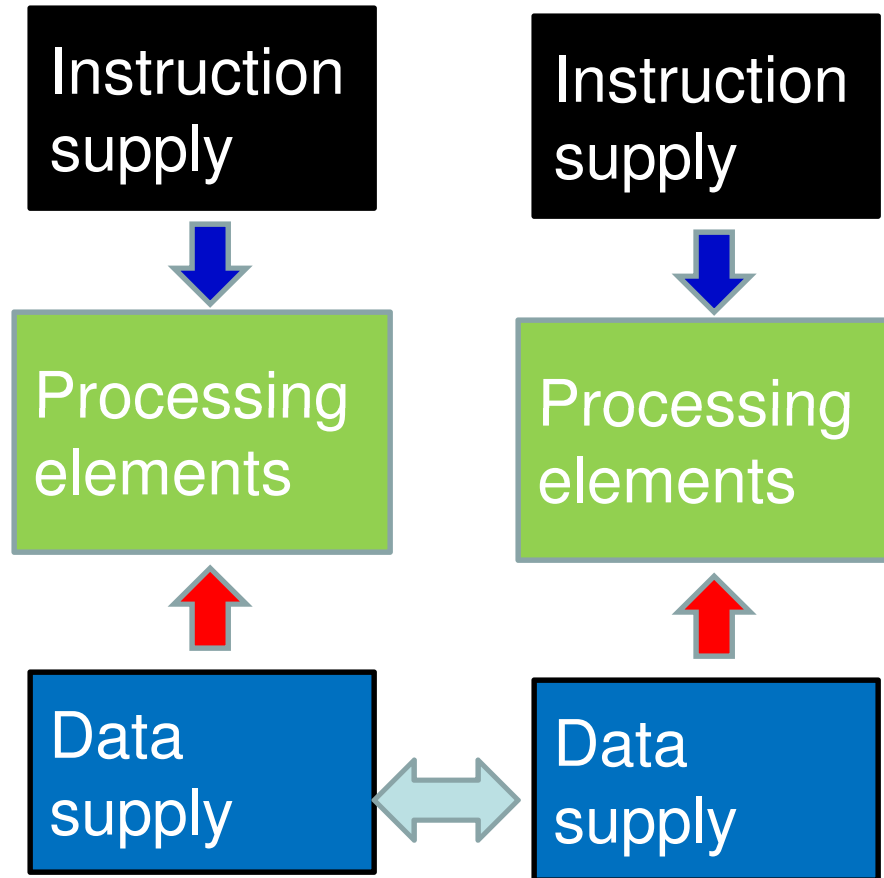 Instruction
supply
Instruction
supply
Processing
elements
Processing
elements
Data
supply
Data
supply